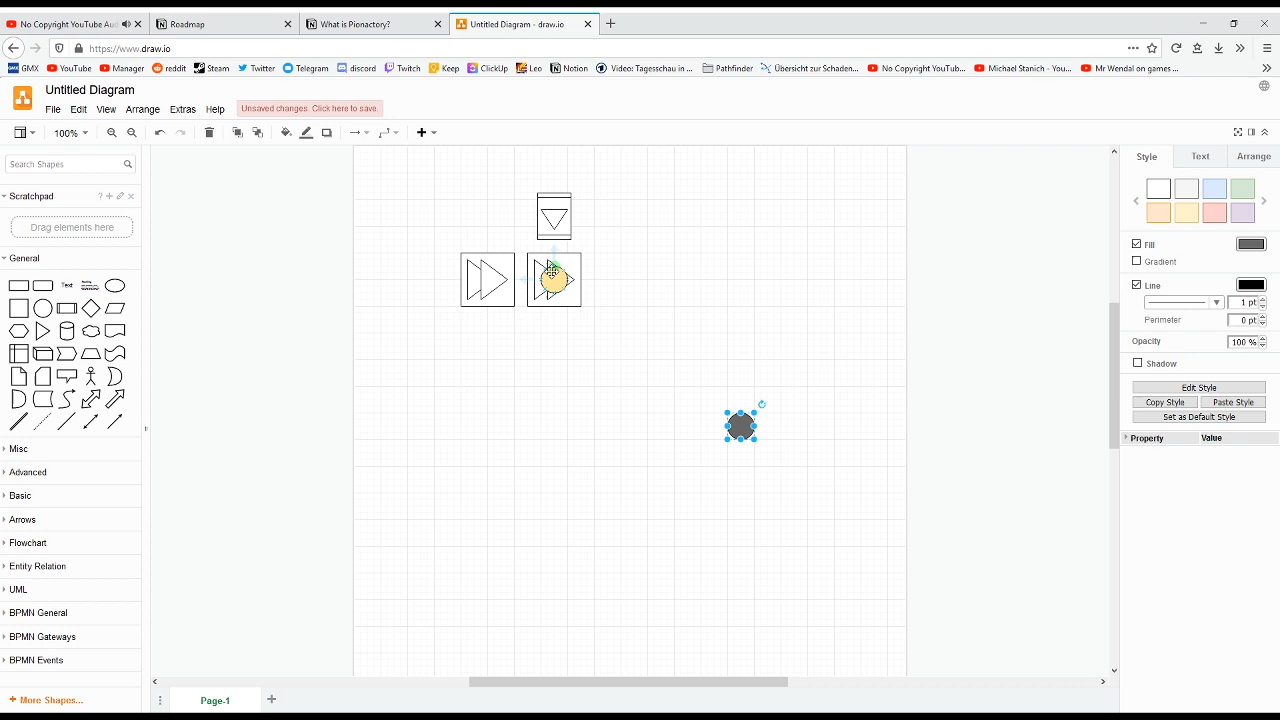 No Copyright YouTube Aud
Roadmap
What is Pionactory?
Untitled Diagram - draw.io
https://www.draw.io
GMX
YouTube
Manager
reddit
Steam
Twitter
Telegram
discord
Twitch
Keep
ClickUp
Notion
Video: Tagesschau in ...
Pathfinder
Übersicht zu Schaden...
No Copyright YouTub...
Michael Stanich - You...
Mr Wendal on games...
Untitled Diagram
File Edit View Arrange Extras Help
Unsaved changes. Click here to save.
100%
Search Shapes
Scratchpad
Drag elements here
General
Text
Misc
Advanced
Basic
Arrows
Flowchart
Entity Relation
UML
BPMN General
BPMN Gateways
BPMN Events
+ More Shapes...
Page-1
Style Text Arrange
Fill
Gradient
Line
1 pt
Perimeter 0 pt
Opacity 100 %
Shadow
Edit Style
Copy Style Paste Style
Set as Default Style
Property Value